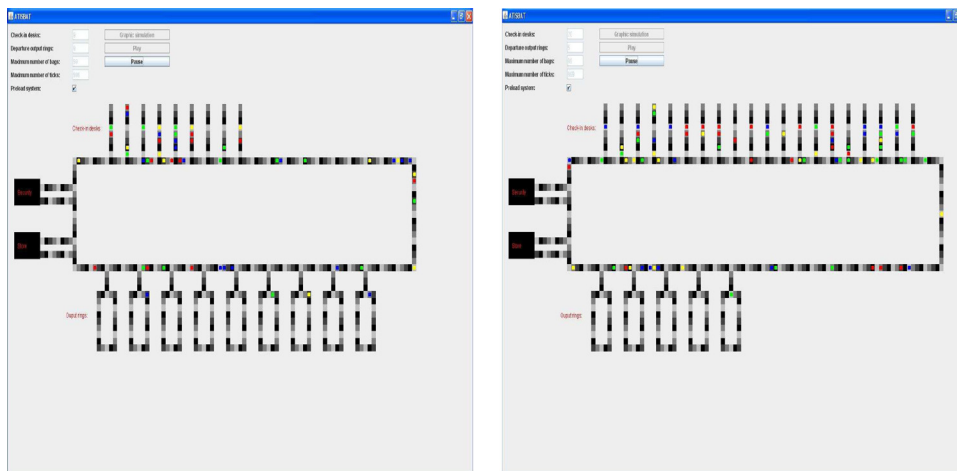 ATISBAT
Check-in desks: Graphic simulation
Departure output rings: Play
Maximum number of bags: Pause
Maximum number of ticks:
Preload system:
Check-in desks:
Security
Store
Ouput rings:
ATISBAT
Check-in desks: Graphic simulation
Departure output rings: Play
Maximum number of bags: Pause
Maximum number of ticks:
Preload system:
Check-in desks:
Security
Store
Ouput rings: